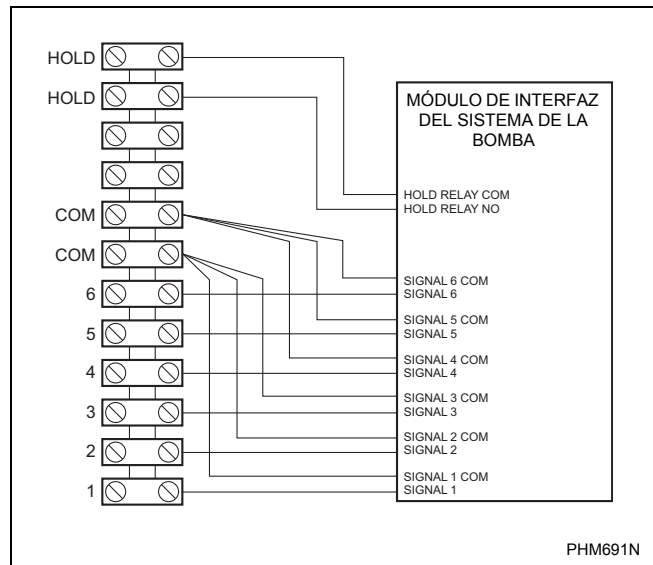 HOLD
HOLD
COM
COM
6
5
4
3
2
1
MÓDULO DE INTERFAZ
DEL SISTEMA DE LA
BOMBA
HOLD RELAY COM
HOLD RELAY NO
SIGNAL 6 COM
SIGNAL 6
SIGNAL 5 COM
SIGNAL 5
SIGNAL 4 COM
SIGNAL 4
SIGNAL 3 COM
SIGNAL 3
SIGNAL 2 COM
SIGNAL 2
SIGNAL 1 COM
SIGNAL 1
PHM691N